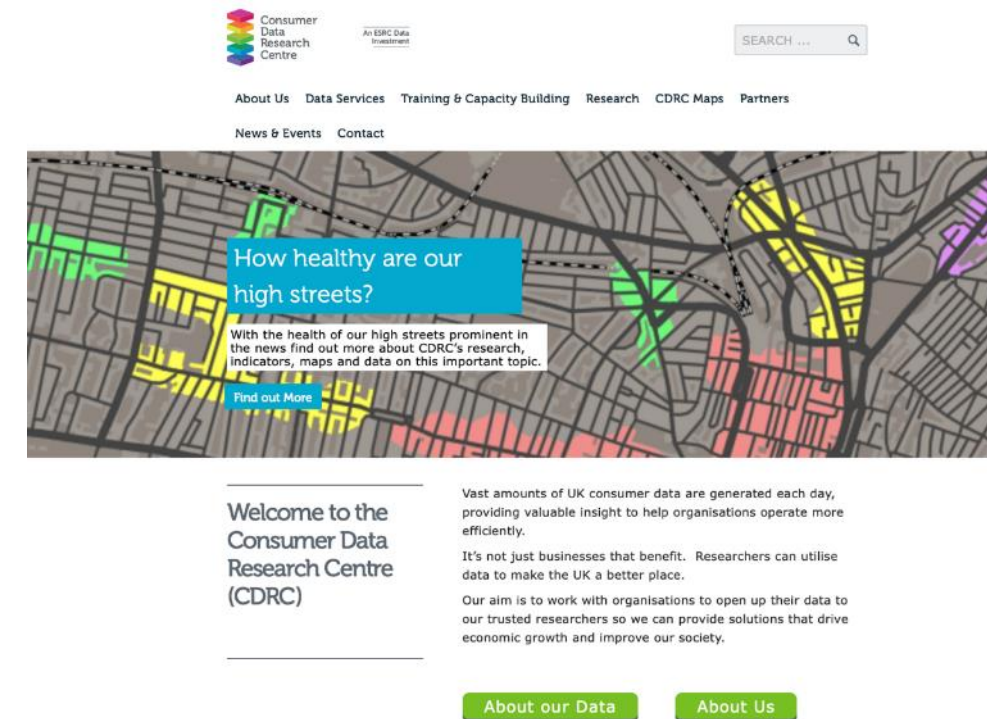 Consumer
Data
Research
Centre
An ESRC Data
Investment
SEARCH ...
About Us Data Services Training & Capacity Building Research CDRC Maps Partners
News & Events Contact
How healthy are our
high streets?
With the health of our high streets prominent in
the news find out more about CDRC's research,
indicators, maps and data on this important topic.
Find out More
Welcome to the
Consumer Data
Research Centre
(CDRC)
Vast amounts of UK consumer data are generated each day,
providing valuable insight to help organisations operate more
efficiently.
It's not just businesses that benefit. Researchers can utilise
data to make the UK a better place.
Our aim is to work with organisations to open up their data to
our trusted researchers so we can provide solutions that drive
economic growth and improve our society.
About our Data About Us